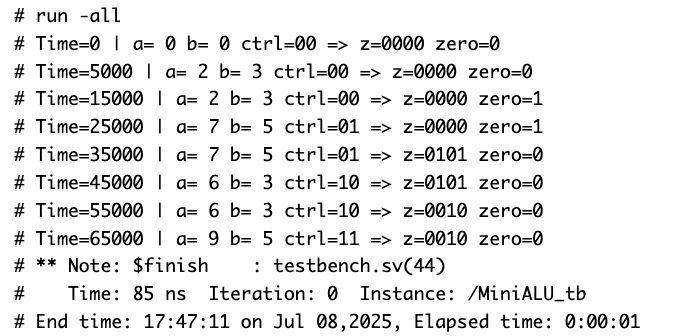 # run -all
# Time=0 | a= 0 b= 0 ctrl=00 => z=0000 zero=0
# Time=5000 | a= 2 b= 3 ctrl=00 => z=0000 zero=0
# Time=15000 | a= 2 b= 3 ctrl=00 => z=0000 zero=1
# Time=25000 | a= 7 b= 5 ctrl=01 => z=0000 zero=1
# Time=35000 | a= 7 b= 5 ctrl=01 => z=0101 zero=0
# Time=45000 | a= 6 b= 3 ctrl=10 => z=0101 zero=0
# Time=55000 | a= 6 b= 3 ctrl=10 => z=0010 zero=0
# Time=65000 | a= 9 b= 5 ctrl=11 => z=0010 zero=0
# ** Note: $finish    : testbench.sv(44)
#    Time: 85 ns  Iteration: 0  Instance: /MiniALU_tb
# End time: 17:47:11 on Jul 08,2025, Elapsed time: 0:00:01